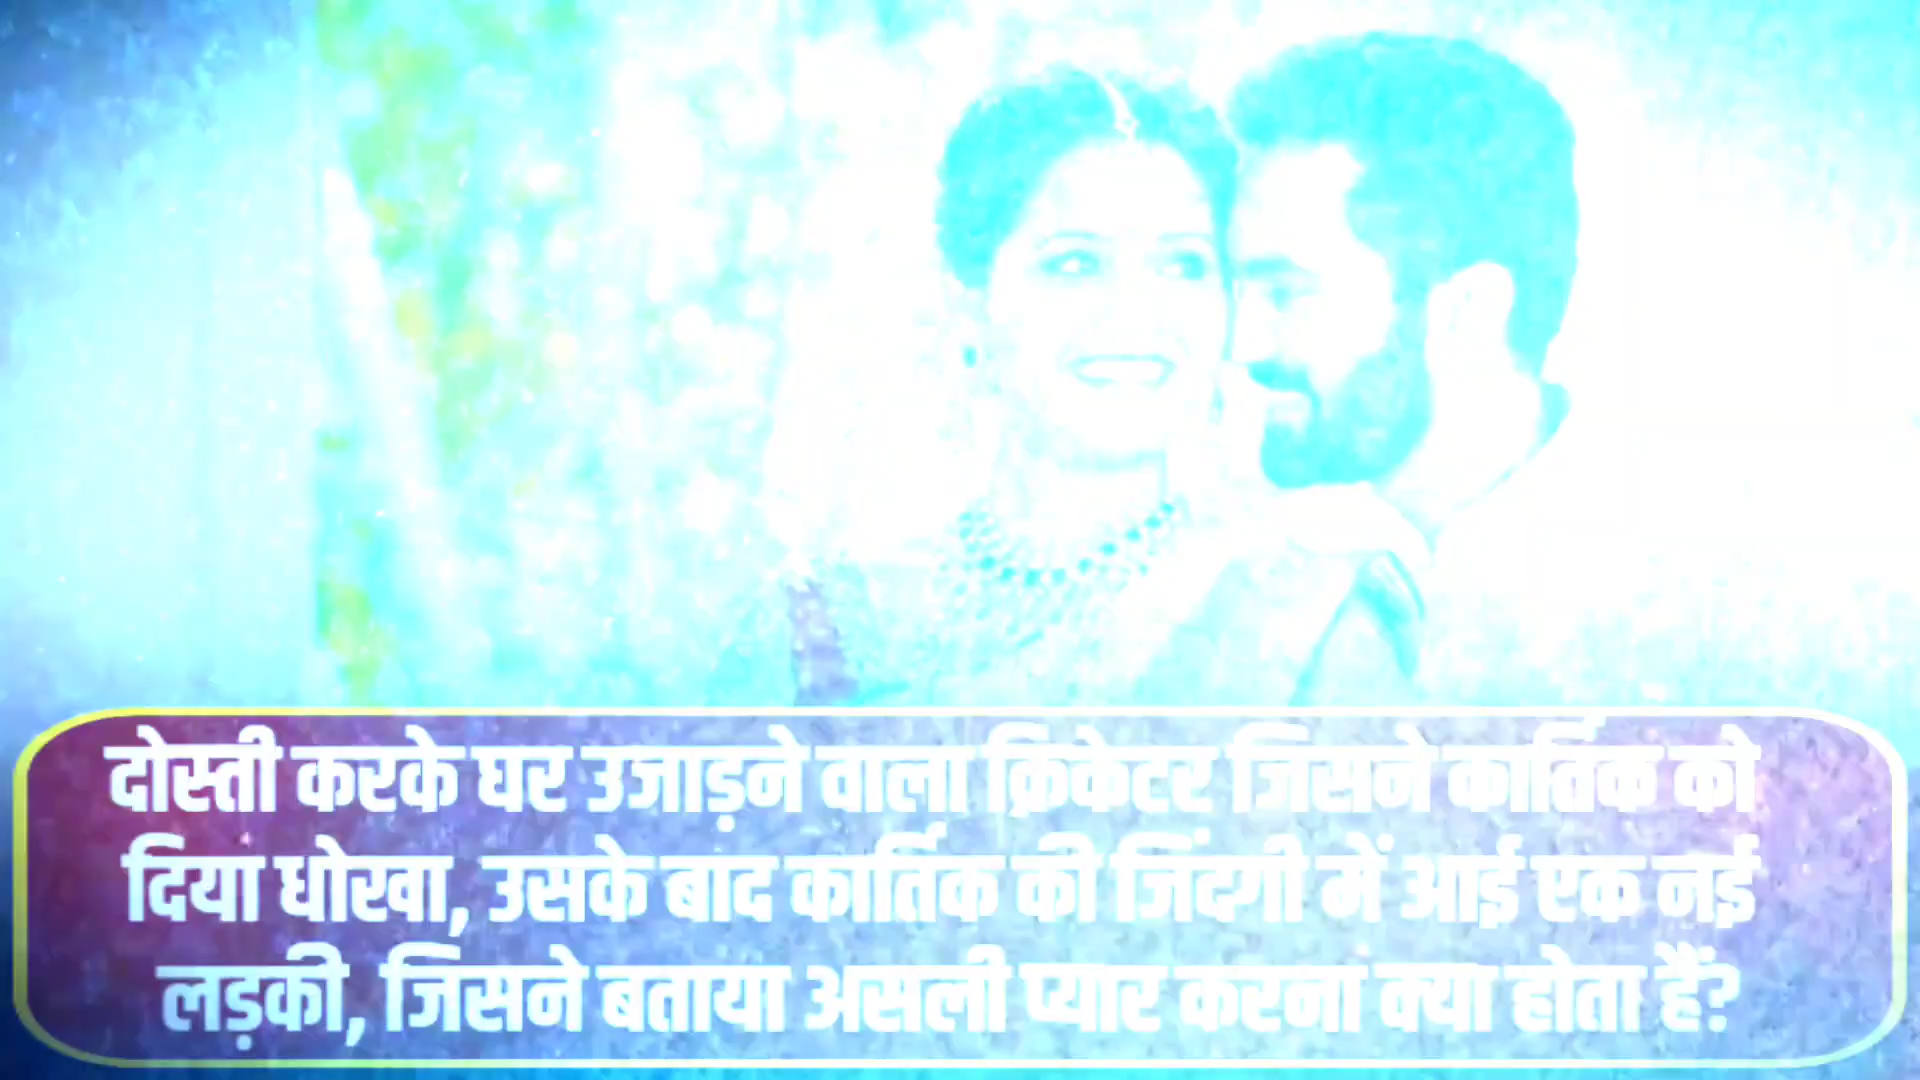 दोस्ती करके घर उजाड़ने वाला क्रिकेटर जिसने कार्तिक को
दिया धोखा, उसके बाद कार्तिक की जिंदगी में आई एक नई
लड़की, जिसने बताया असली प्यार करना क्या होता हैं?